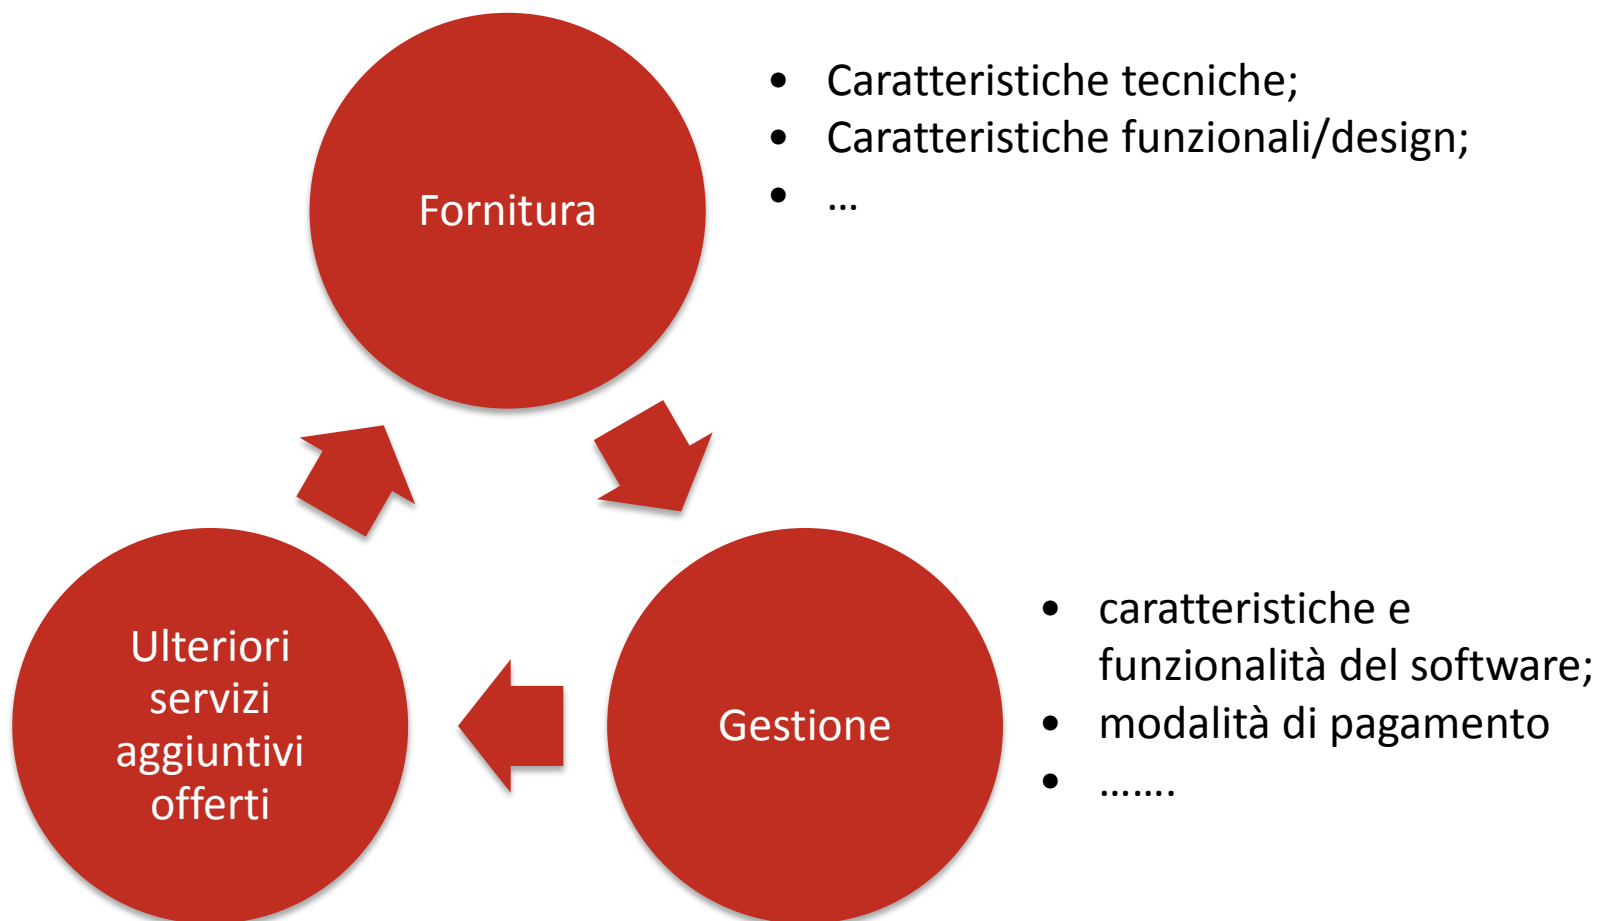 Fornitura
• Caratteristiche tecniche;
• Caratteristiche funzionali/design;
• …
Ulteriori
servizi
aggiuntivi
offerti
Gestione
• caratteristiche e
funzionalità del software;
• modalità di pagamento
• …….